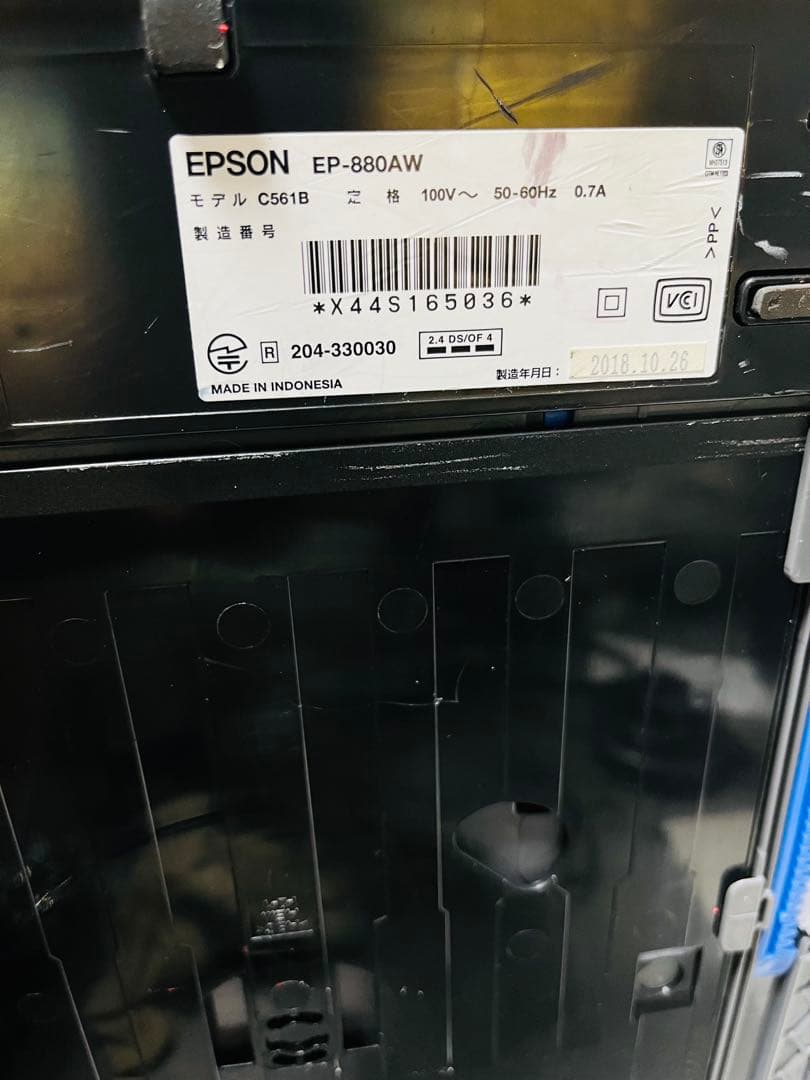 EPSON EP-880AW
モデル C561B 定 格 100V～ 50-60Hz 0.7A
製造番号
>PP<
*X44S165036*
VCI
R 204-330030
2.4 DS/OF 4
製造年月日： 2018.10.26
MADE IN INDONESIA